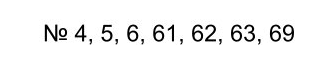 № 4, 5, 6, 61, 62, 63, 69